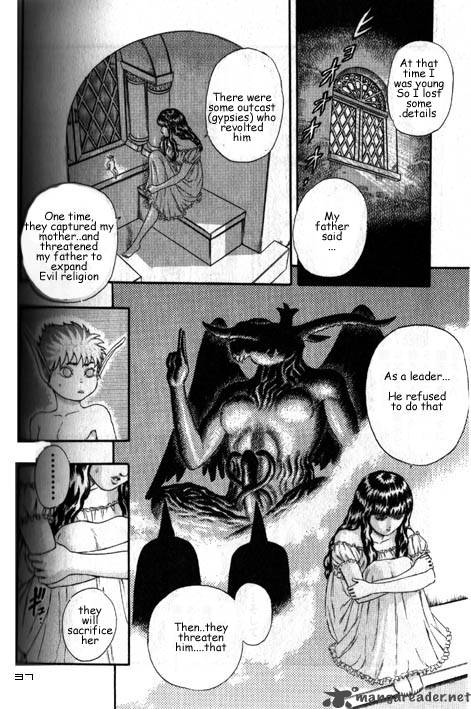 At that
time I
was young
So I lost
some
.details
My
father
said
...
There were
some outcast
(gypsies) who
revolted
him
One time,
they captured my
mother..and
threatened
my father to
expand
Evil religion
As a leader...
He refused
to do that
Then..they
threaten
him....that
.......
they
will
sacrifice
her
37
mangareader.net